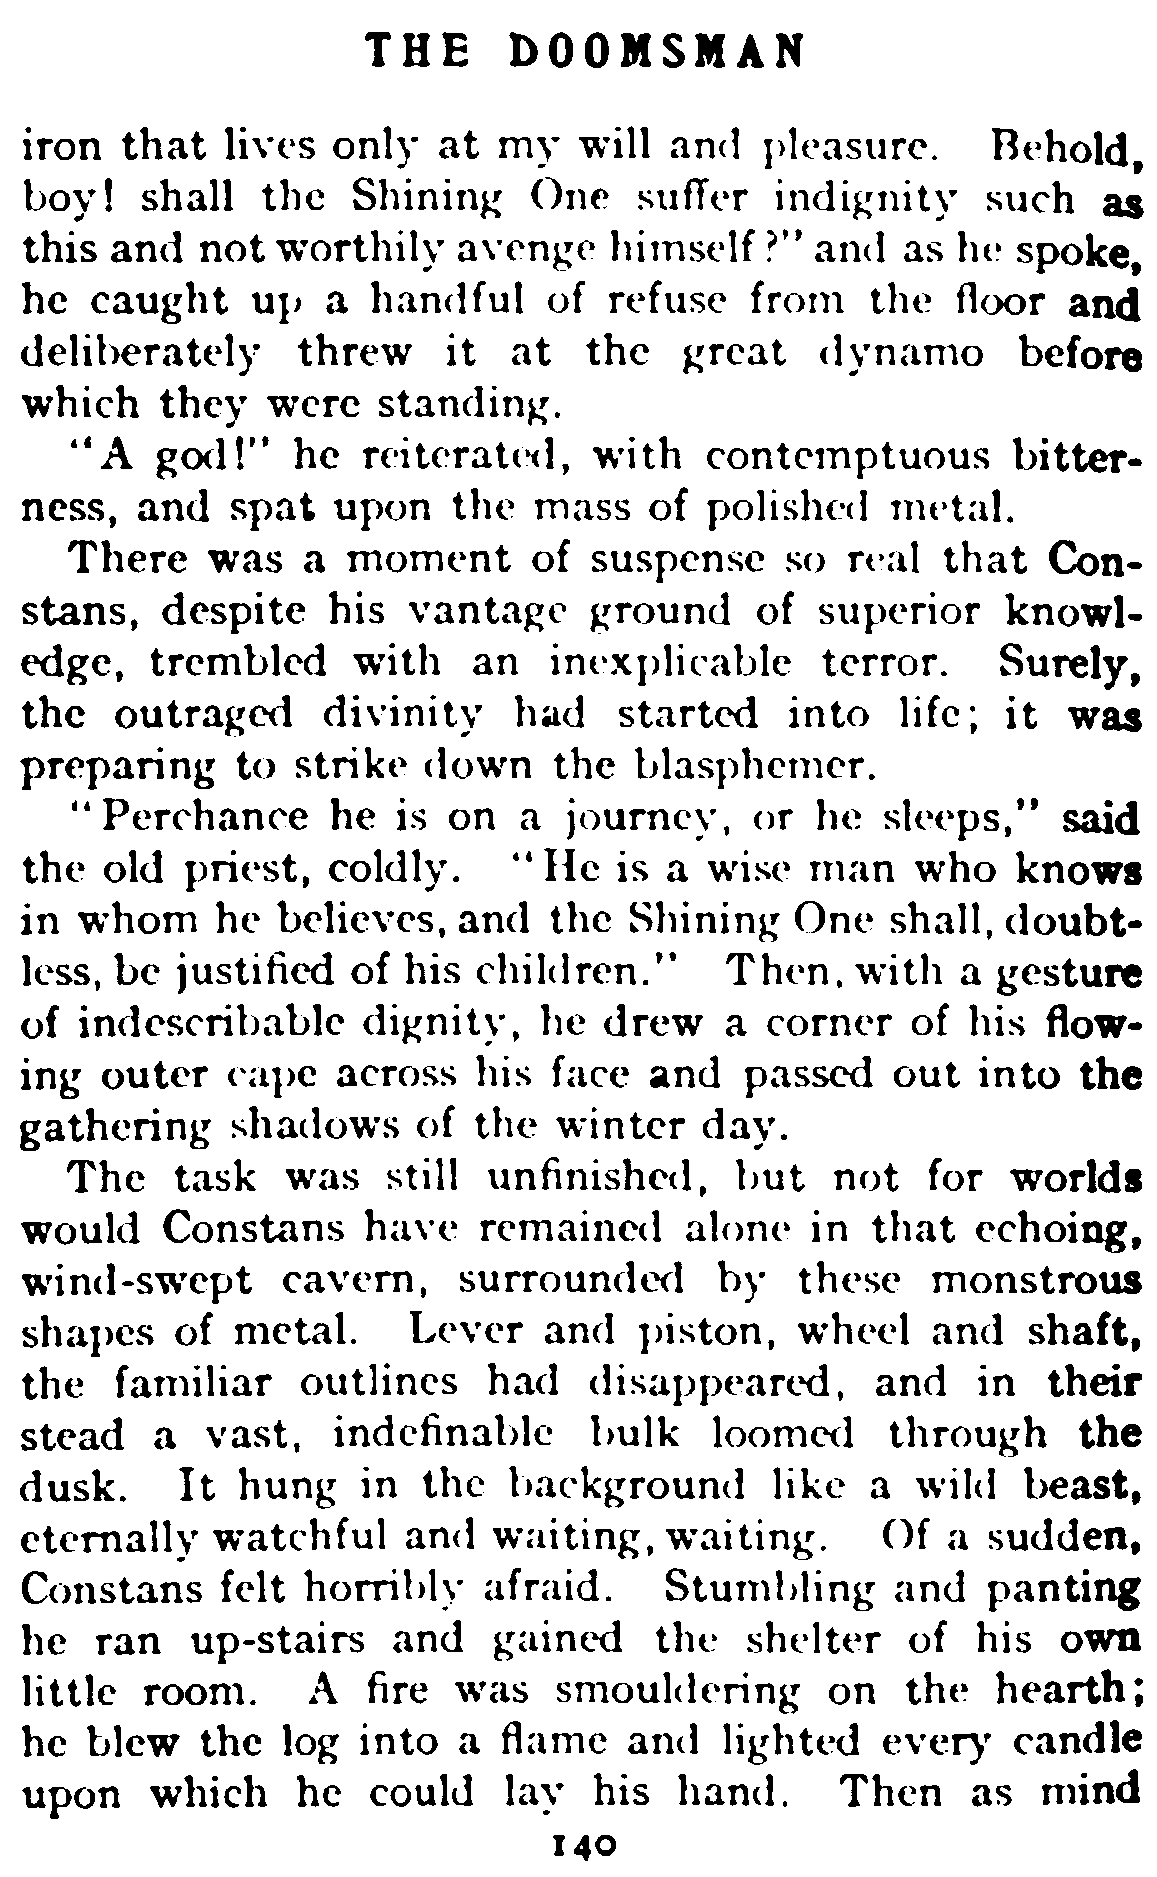 THE DOOMSMAN
iron that lives only at my will and pleasure. Behold,
boy! shall the Shining One suffer indignity such as
this and not worthily avenge himself?" and as he spoke,
he caught up a handful of refuse from the floor and
deliberately threw it at the great dynamo before
which they were standing.
"A god!" he reiterated, with contemptuous bitter-
ness, and spat upon the mass of polished metal.
There was a moment of suspense so real that Con-
stans, despite his vantage ground of superior knowl-
edge, trembled with an inexplicable terror. Surely,
the outraged divinity had started into life; it was
preparing to strike down the blasphemer.
"Perchance he is on a journey, or he sleeps," said
the old priest, coldly. "He is a wise man who knows
in whom he believes, and the Shining One shall, doubt-
less, be justified of his children." Then, with a gesture
of indescribable dignity, he drew a corner of his flow-
ing outer cape across his face and passed out into the
gathering shadows of the winter day.
The task was still unfinished, but not for worlds
would Constans have remained alone in that echoing,
wind-swept cavern, surrounded by these monstrous
shapes of metal. Lever and piston, wheel and shaft,
the familiar outlines had disappeared, and in their
stead a vast, indefinable bulk loomed through the
dusk. It hung in the background like a wild beast,
eternally watchful and waiting, waiting. Of a sudden,
Constans felt horribly afraid. Stumbling and panting
he ran up-stairs and gained the shelter of his own
little room. A fire was smouldering on the hearth;
he blew the log into a flame and lighted every candle
upon which he could lay his hand. Then as mind
140